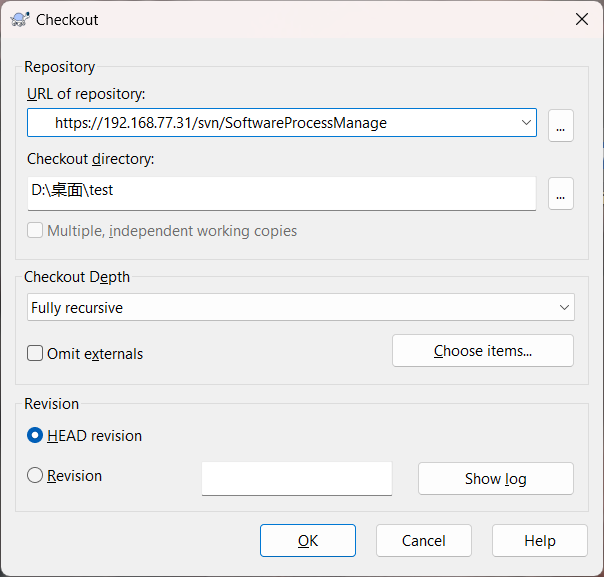 Checkout
Repository
URL of repository:
https://192.168.77.31/svn/SoftwareProcessManage
...
Checkout directory:
D:\桌面\test
...
Multiple, independent working copies
Checkout Depth
Fully recursive
Omit externals
Choose items...
Revision
HEAD revision
Revision
Show log
OK
Cancel
Help